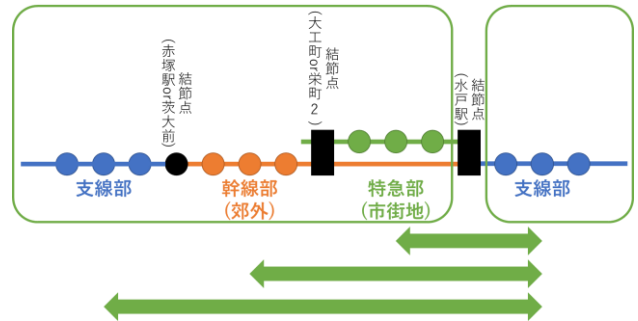 結節点
(赤塚駅or茨大前)
結節点
(大工町or栄町2)
結節点
(水戸駅)
支線部
幹線部
(郊外)
特急部
(市街地)
支線部